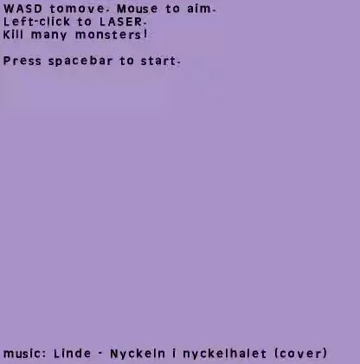 WASD tomove. Mouse to aim.
Left-click to LASER.
Kill many monsters!
Press spacebar to start.
music: Linde - Nyckeln i nyckelhalet (cover)